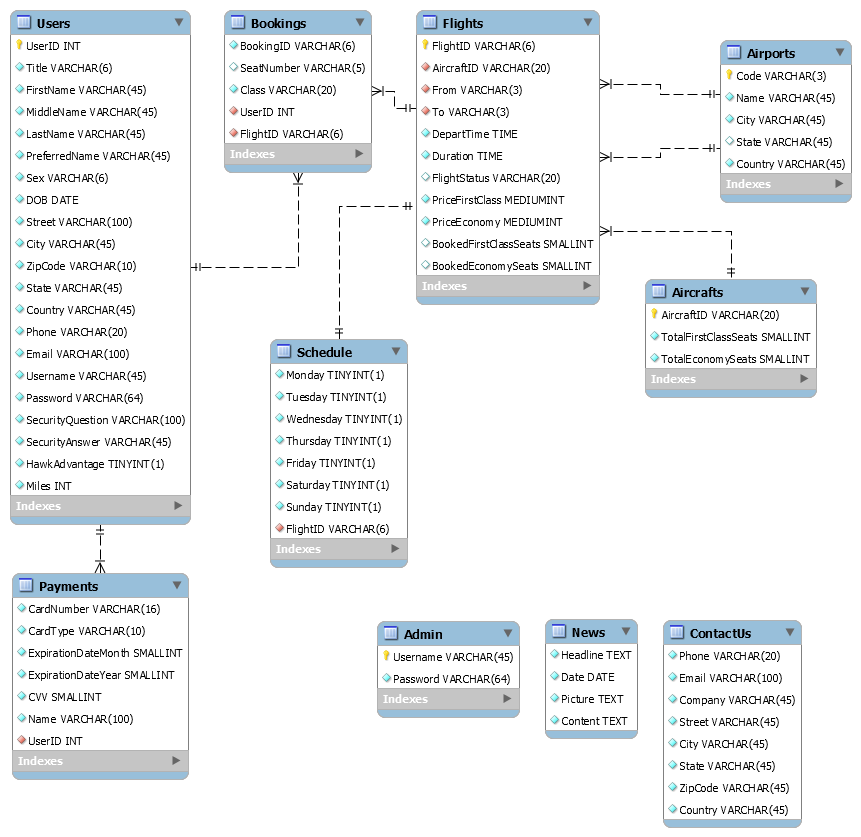 Users
UserID INT
Title VARCHAR(6)
FirstName VARCHAR(45)
MiddleName VARCHAR(45)
LastName VARCHAR(45)
PreferredName VARCHAR(45)
Sex VARCHAR(6)
DOB DATE
Street VARCHAR(100)
City VARCHAR(45)
ZipCode VARCHAR(10)
State VARCHAR(45)
Country VARCHAR(45)
Phone VARCHAR(20)
Email VARCHAR(100)
Username VARCHAR(45)
Password VARCHAR(64)
SecurityQuestion VARCHAR(100)
SecurityAnswer VARCHAR(45)
HawkAdvantage TINYINT(1)
Miles INT
Indexes
Bookings
BookingID VARCHAR(6)
SeatNumber VARCHAR(5)
Class VARCHAR(20)
UserID INT
FlightID VARCHAR(6)
Indexes
Flights
FlightID VARCHAR(6)
AircraftID VARCHAR(20)
From VARCHAR(3)
To VARCHAR(3)
DepartTime TIME
Duration TIME
FlightStatus VARCHAR(20)
PriceFirstClass MEDIUMINT
PriceEconomy MEDIUMINT
BookedFirstClassSeats SMALLINT
BookedEconomySeats SMALLINT
Indexes
Airports
Code VARCHAR(3)
Name VARCHAR(45)
City VARCHAR(45)
State VARCHAR(45)
Country VARCHAR(45)
Indexes
Aircrafts
AircraftID VARCHAR(20)
TotalFirstClassSeats SMALLINT
TotalEconomySeats SMALLINT
Indexes
Schedule
Monday TINYINT(1)
Tuesday TINYINT(1)
Wednesday TINYINT(1)
Thursday TINYINT(1)
Friday TINYINT(1)
Saturday TINYINT(1)
Sunday TINYINT(1)
FlightID VARCHAR(6)
Indexes
Payments
CardNumber VARCHAR(16)
CardType VARCHAR(10)
ExpirationDateMonth SMALLINT
ExpirationDateYear SMALLINT
CVV SMALLINT
Name VARCHAR(100)
UserID INT
Indexes
Admin
Username VARCHAR(45)
Password VARCHAR(64)
Indexes
News
Headline TEXT
Date DATE
Picture TEXT
Content TEXT
ContactUs
Phone VARCHAR(20)
Email VARCHAR(100)
Company VARCHAR(45)
Street VARCHAR(45)
City VARCHAR(45)
State VARCHAR(45)
ZipCode VARCHAR(45)
Country VARCHAR(45)